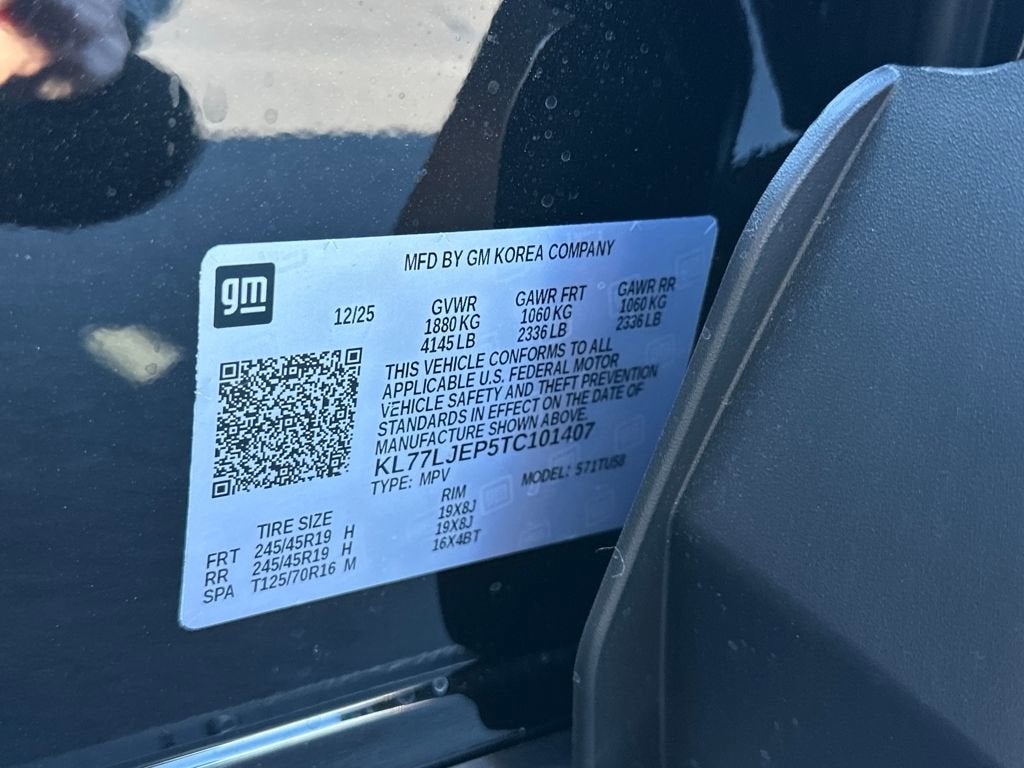 MFD BY GM KOREA COMPANY
gm
12/25
GVWR
1880 KG
4145 LB
GAWR FRT
1060 KG
2336 LB
GAWR RR
1060 KG
2336 LB
THIS VEHICLE CONFORMS TO ALL
APPLICABLE U.S. FEDERAL MOTOR
VEHICLE SAFETY AND THEFT PREVENTION
STANDARDS IN EFFECT ON THE DATE OF
MANUFACTURE SHOWN ABOVE.
KL77LJEP5TC101407
TYPE: MPV MODEL: S71TU58
TIRE SIZE RIM
FRT 245/45R19 H 19X8J
RR 245/45R19 H 19X8J
SPA T125/70R16 M 16X4BT